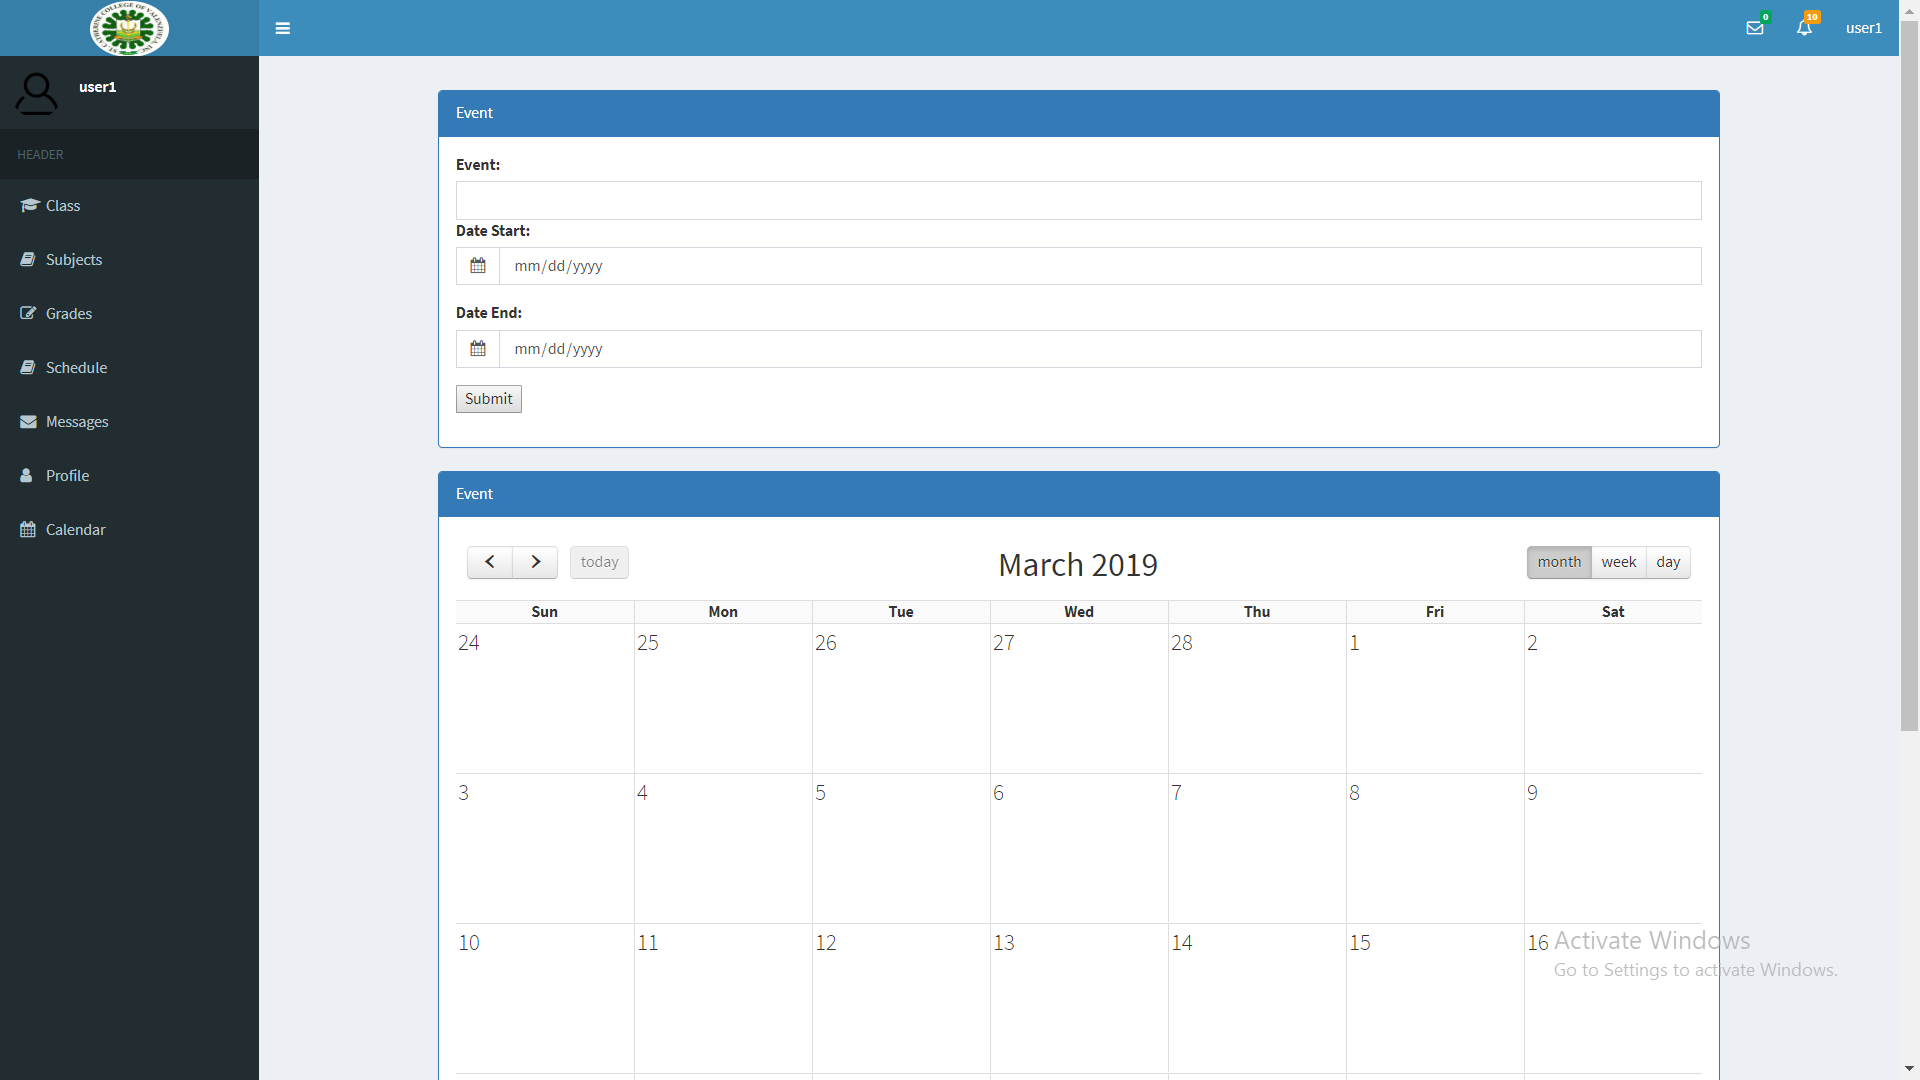 0
10
user1
user1
HEADER
Class
Subjects
Grades
Schedule
Messages
Profile
Calendar
Event
Event:
Date Start:
mm/dd/yyyy
Date End:
mm/dd/yyyy
Submit
Event
today
March 2019
month week day
Sun Mon Tue Wed Thu Fri Sat
24 25 26 27 28 1 2
3 4 5 6 7 8 9
10 11 12 13 14 15 16
Activate Windows
Go to Settings to activate Windows.